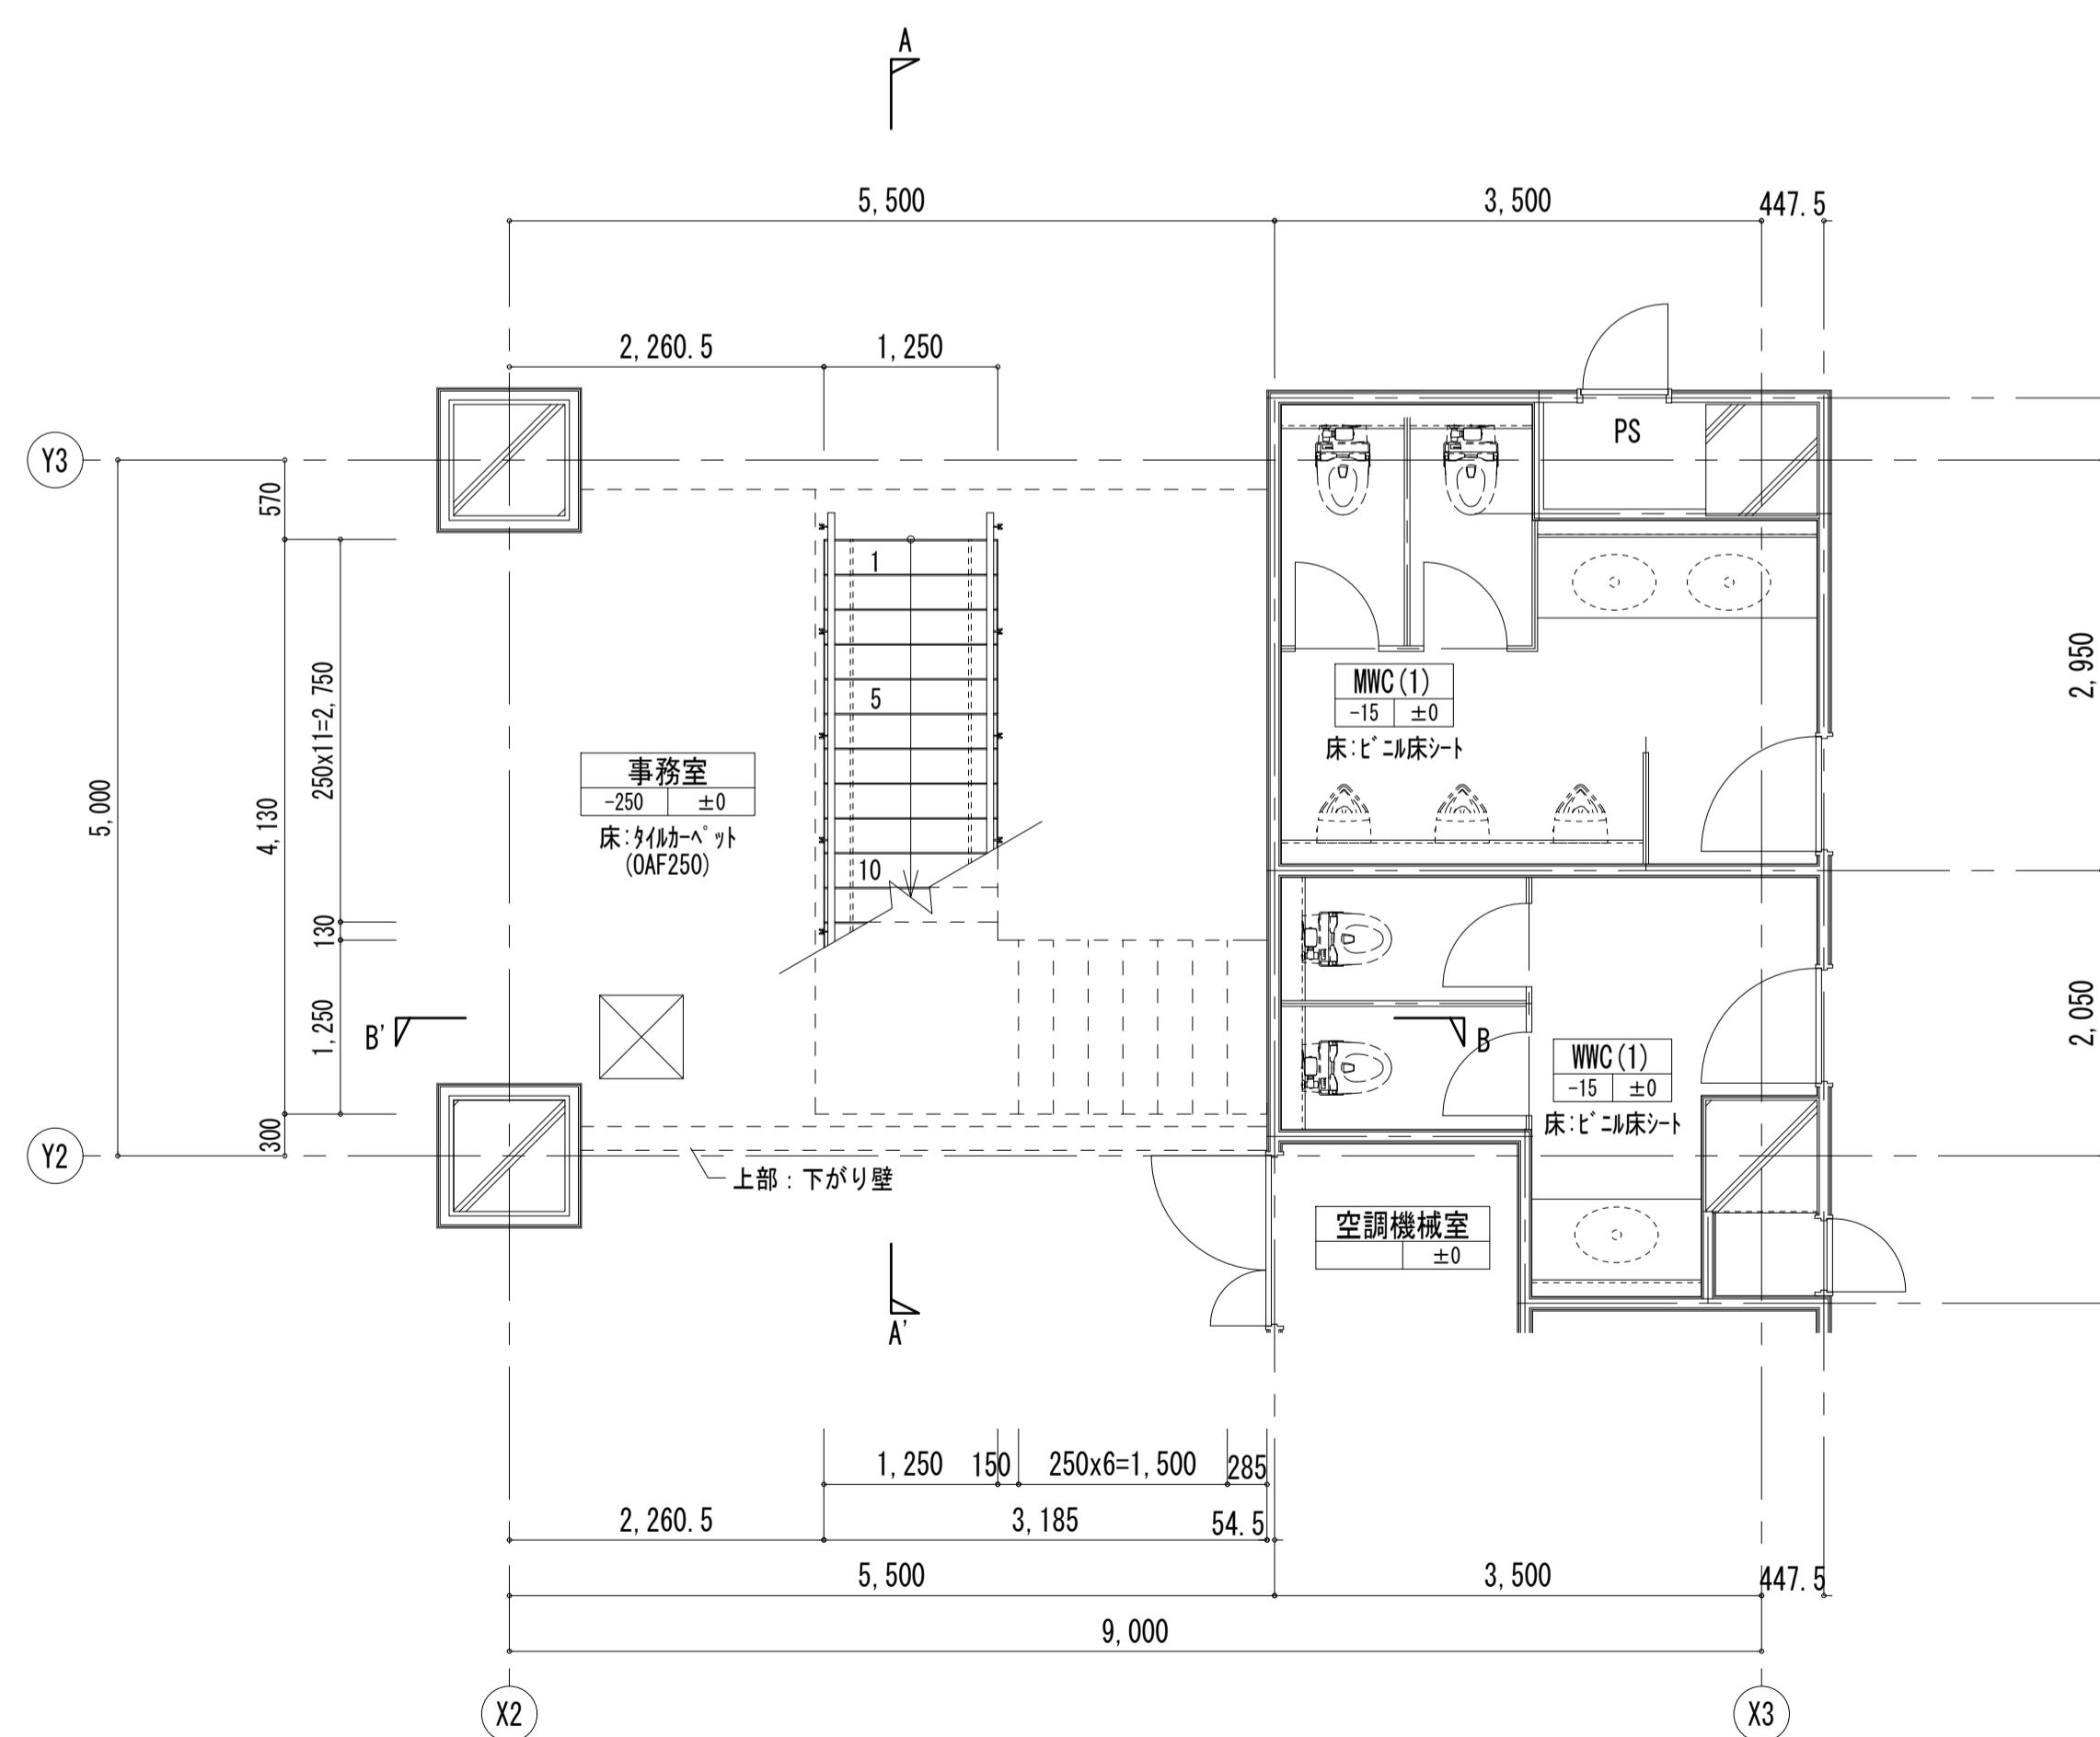 A
5,500
3,500
447.5
2,260.5
1,250
Y3
570
PS
1
5
10
5,000
4,130
250x11=2,750
130
1,250
300
2,950
2,050
MWC(1)
-15 ±0
床:ビニル床シート
事務室
-250 ±0
床:タイルカーペット
(OAF250)
B'
B
WWC(1)
-15 ±0
床:ビニル床シート
Y2
上部:下がり壁
空調機械室
±0
A'
1,250
150
250x6=1,500
285
2,260.5
3,185
54.5
5,500
3,500
447.5
9,000
X2
X3